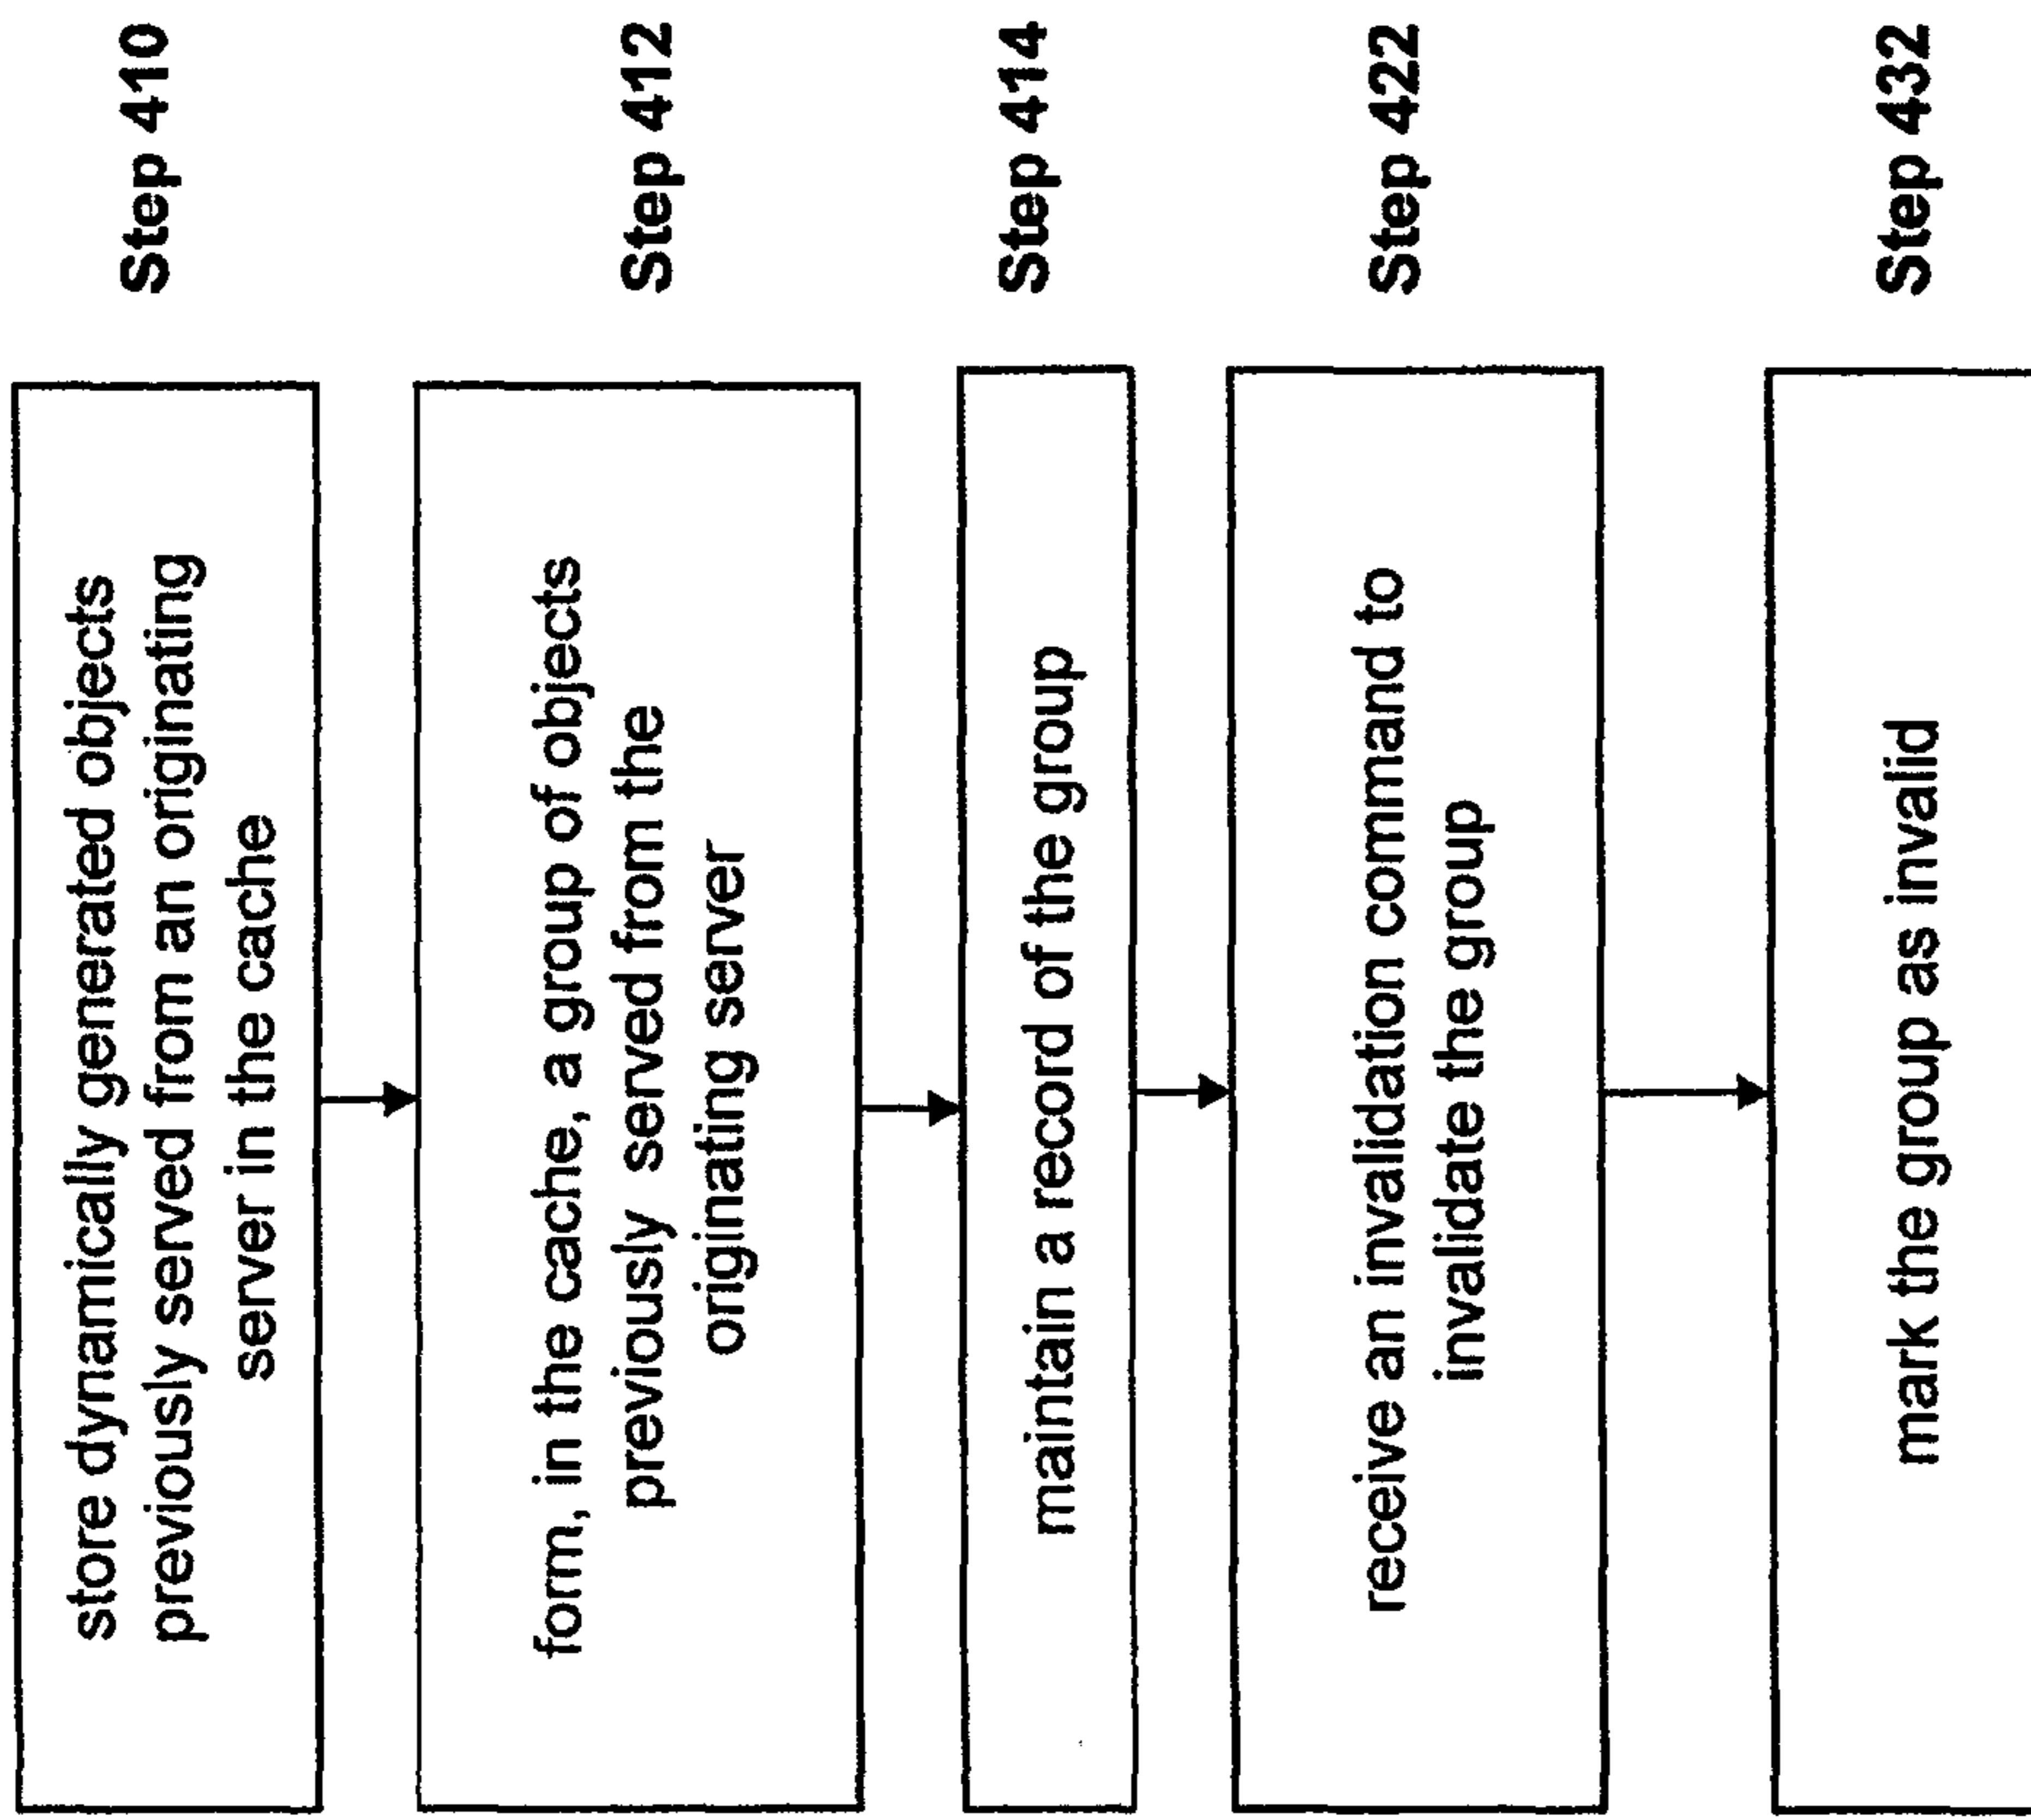 store dynamically generated objects
previously served from an originating
server in the cache
Step 410
form, in the cache, a group of objects
previously served from the
originating server
Step 412
maintain a record of the group
Step 414
receive an invalidation command to
invalidate the group
Step 422
mark the group as invalid
Step 432